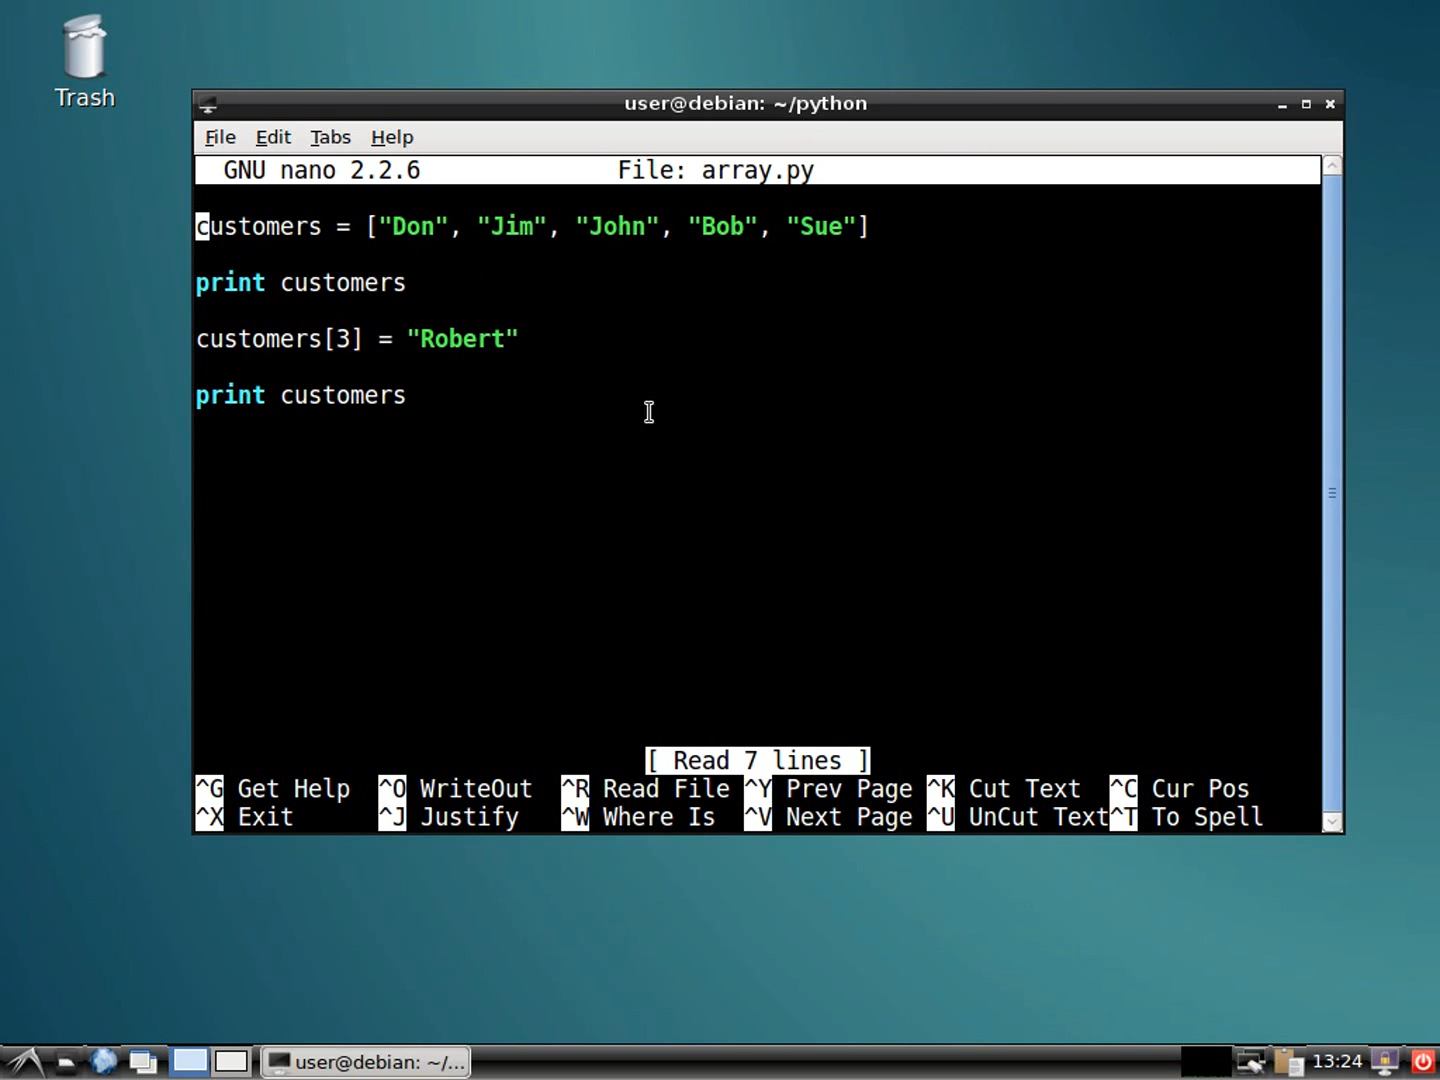 Trash
user@debian: ~/python
File Edit Tabs Help
GNU nano 2.2.6 File: array.py
customers = ["Don", "Jim", "John", "Bob", "Sue"]
print customers
customers[3] = "Robert"
print customers
[ Read 7 lines ]
^G Get Help ^O WriteOut ^R Read File ^Y Prev Page ^K Cut Text ^C Cur Pos
^X Exit ^J Justify ^W Where Is ^V Next Page ^U UnCut Text ^T To Spell
user@debian: ~/... 13:24